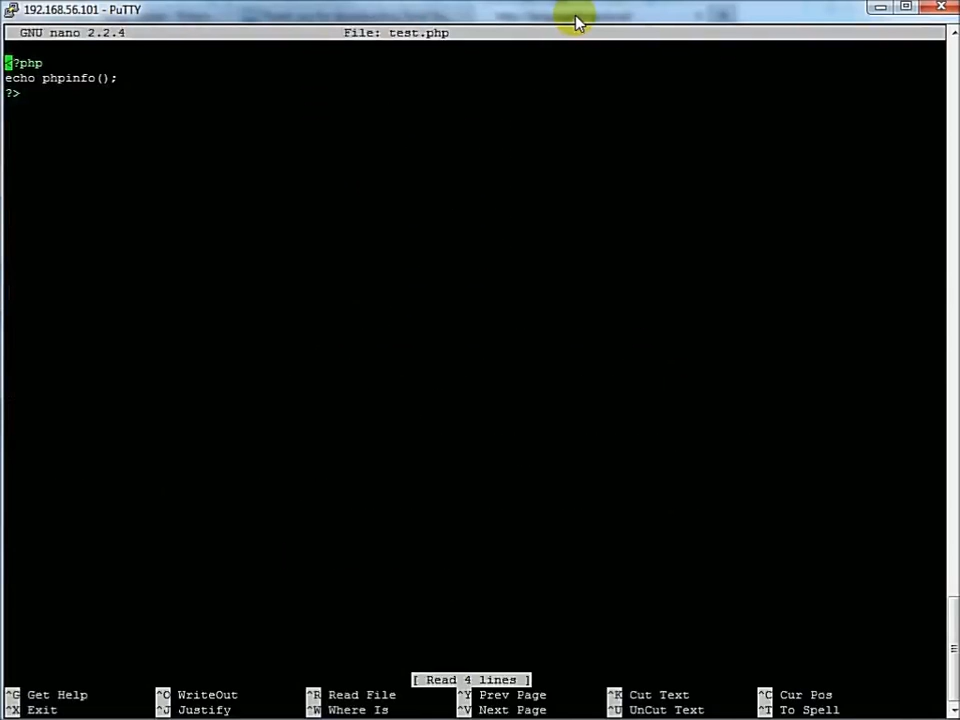 192.168.56.101 - PuTTY
GNU nano 2.2.4 File: test.php
<?php
echo phpinfo();
?>
[ Read 4 lines ]
^G Get Help ^O WriteOut ^R Read File ^Y Prev Page ^K Cut Text ^C Cur Pos
^X Exit ^J Justify ^W Where Is ^V Next Page ^U UnCut Text ^T To Spell